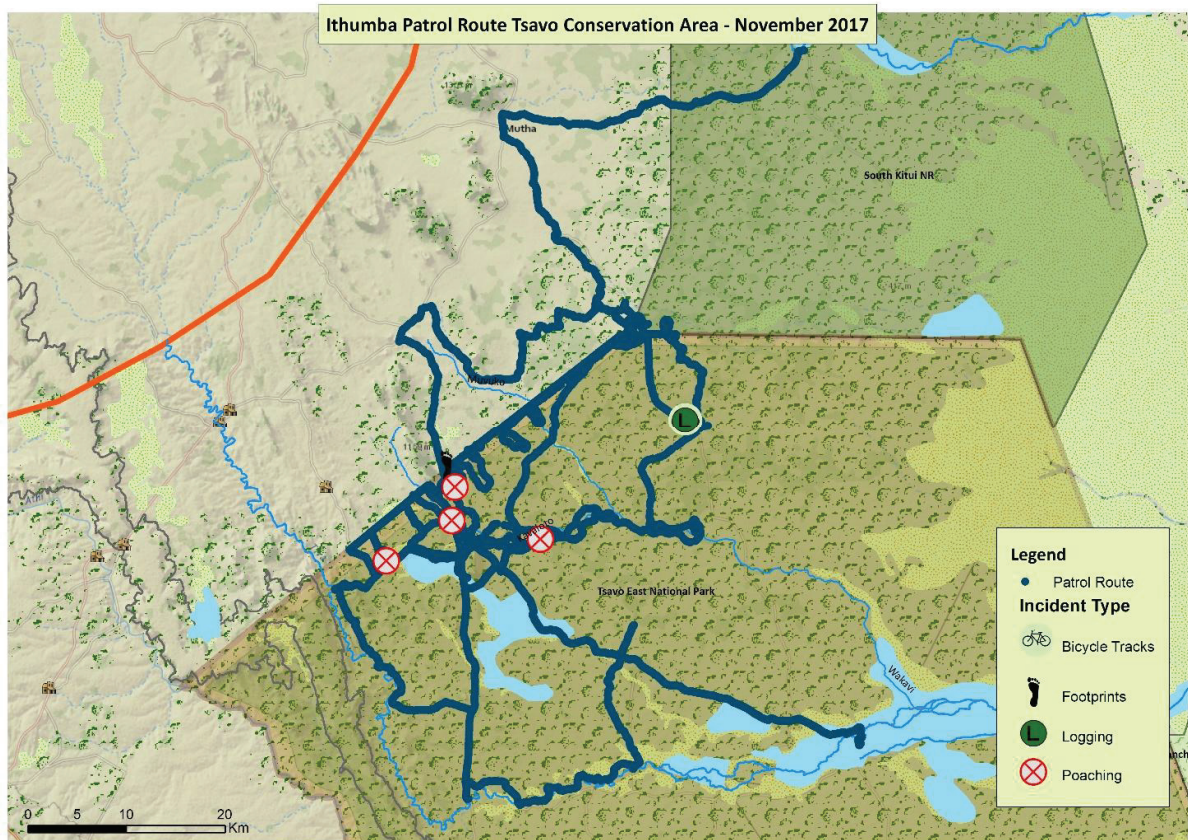 Ithumba Patrol Route Tsavo Conservation Area - November 2017
Mutha
South Kitui NR
Tsavo East National Park
Wakavi
Legend
Patrol Route
Incident Type
Bicycle Tracks
Footprints
L Logging
Poaching
L
0 10 20
Km